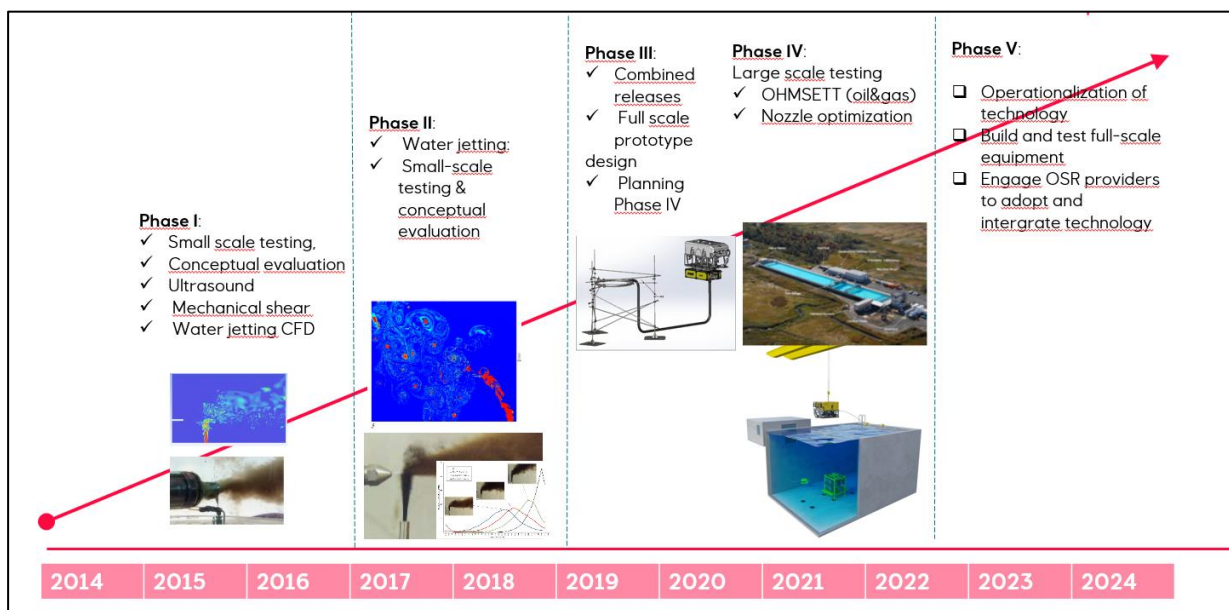 Phase I:
✓ Small scale testing,
✓ Conceptual evaluation
✓ Ultrasound
✓ Mechanical shear
✓ Water jetting CFD
Phase II:
✓ Water jetting:
✓ Small-scale
testing &
conceptual
evaluation
Phase III:
✓ Combined
releases
✓ Full scale
prototype
design
✓ Planning
Phase IV
Phase IV:
Large scale testing
✓ OHMSETT (oil&gas)
✓ Nozzle optimization
Phase V:
❑ Operationalization of
technology
❑ Build and test full-scale
equipment
❑ Engage OSR providers
to adopt and
intergrate technology
2014 2015 2016 2017 2018 2019 2020 2021 2022 2023 2024